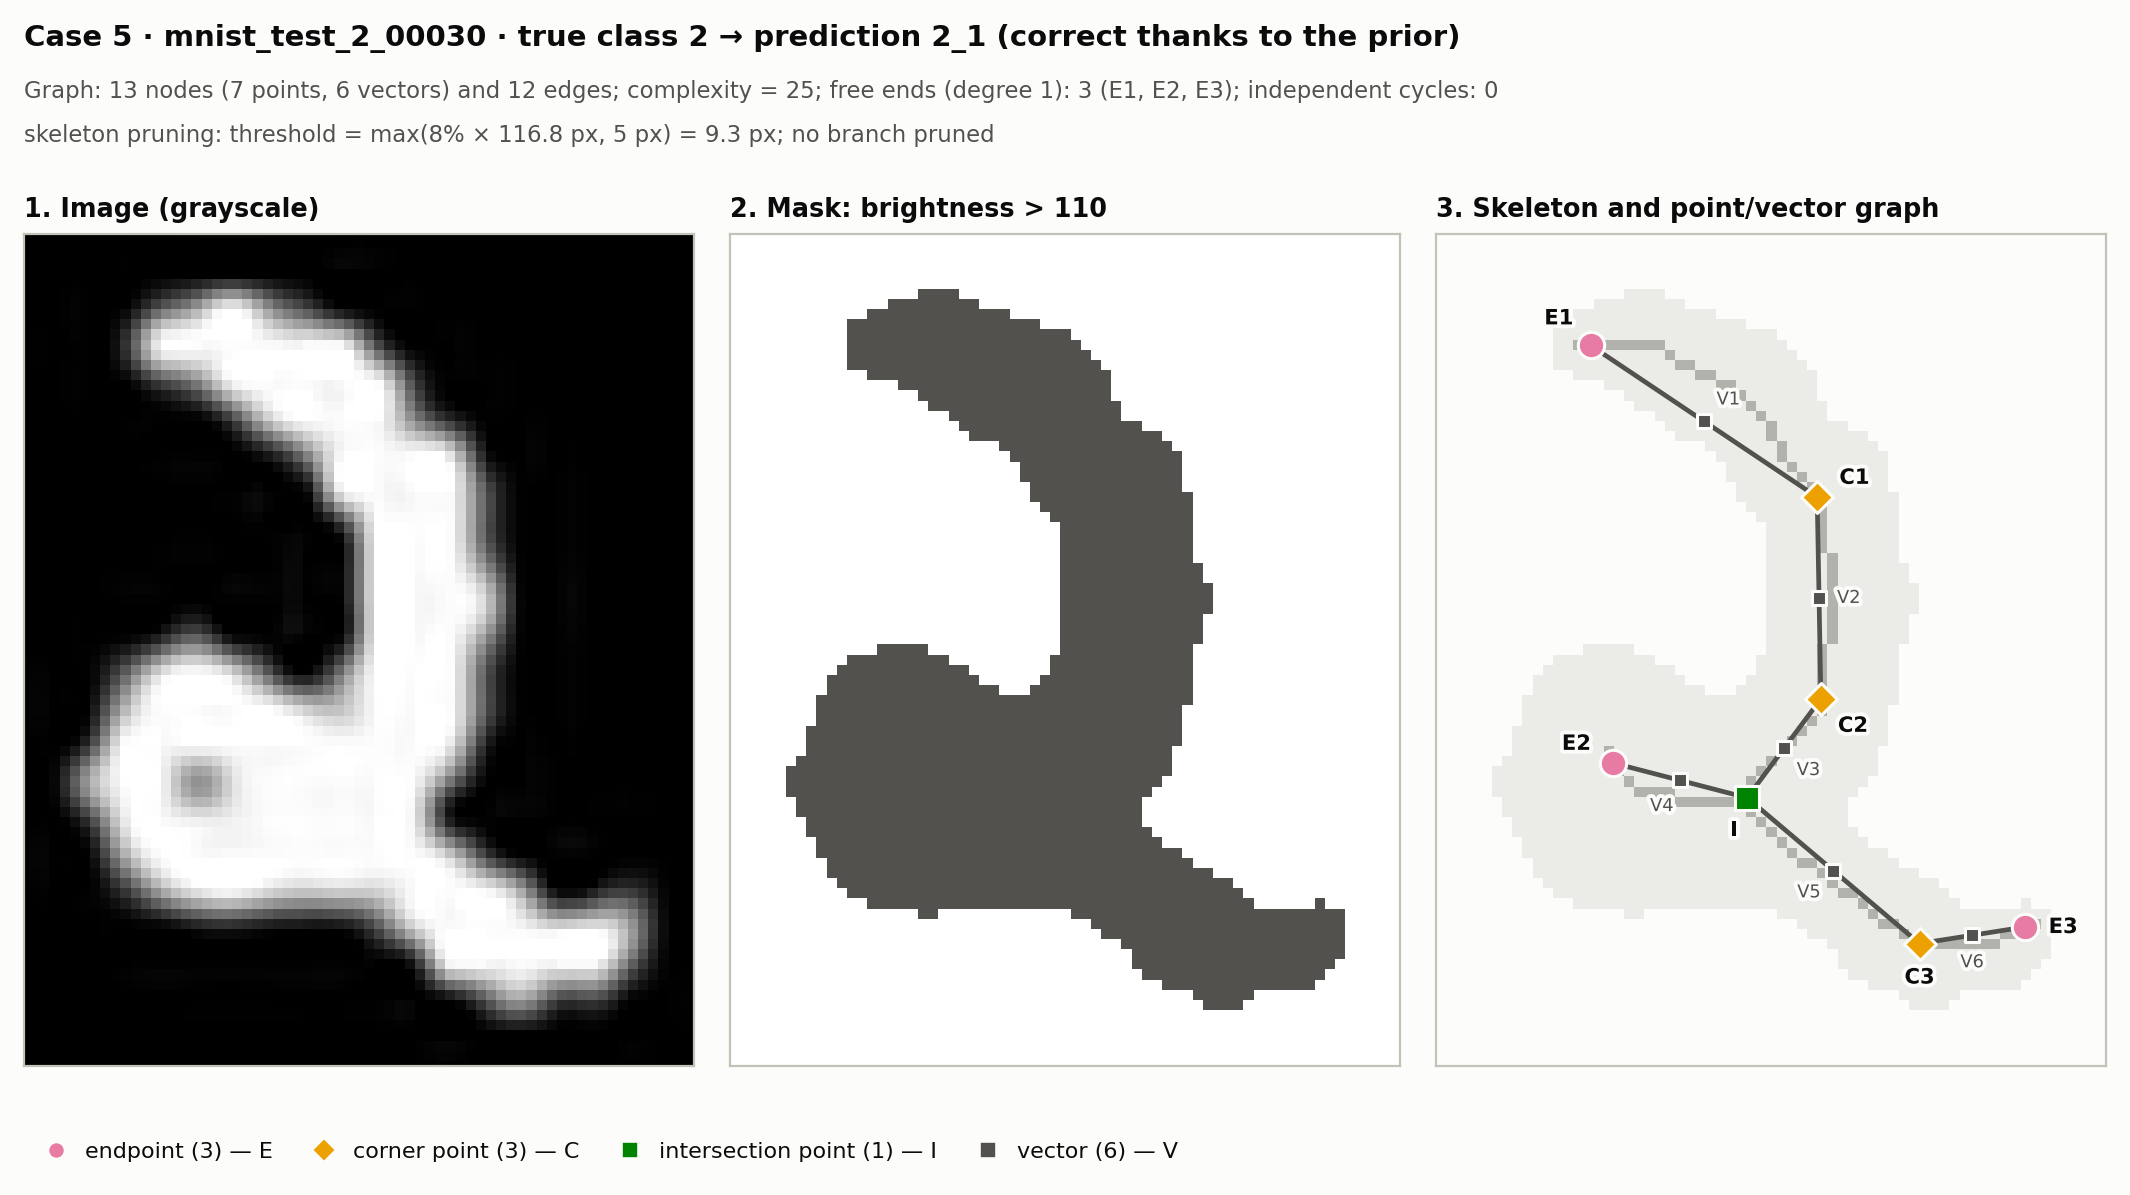 Case 5 · mnist_test_2_00030 · true class 2 → prediction 2_1 (correct thanks to the prior)
Graph: 13 nodes (7 points, 6 vectors) and 12 edges; complexity = 25; free ends (degree 1): 3 (E1, E2, E3); independent cycles: 0
skeleton pruning: threshold = max(8% × 116.8 px, 5 px) = 9.3 px; no branch pruned
1. Image (grayscale)
2. Mask: brightness > 110
3. Skeleton and point/vector graph
E1
V1
C1
V2
C2
E2
V3
V4
I
V5
E3
V6
C3
endpoint (3) — E
corner point (3) — C
intersection point (1) — I
vector (6) — V